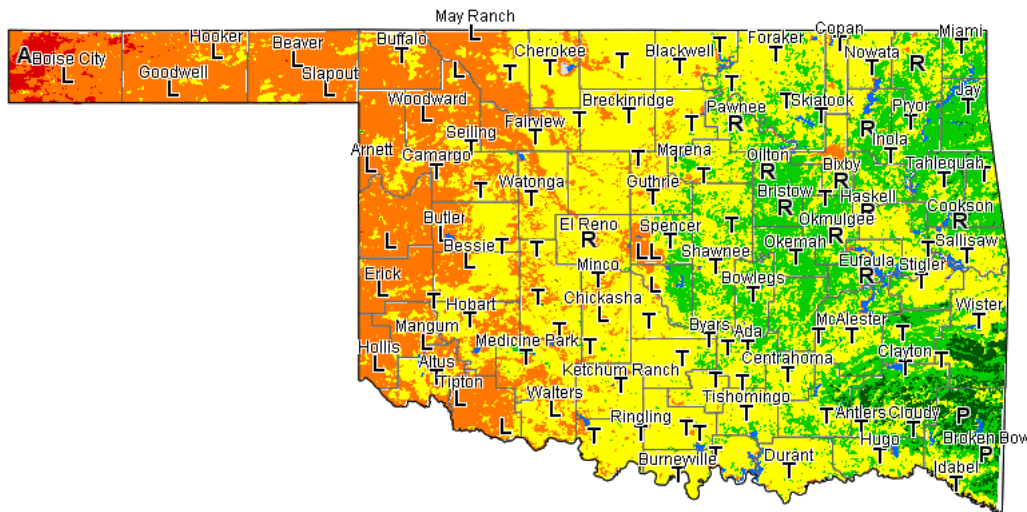 May Ranch
Hooker
Beaver
Buffalo
L
Cherokee
T
Blackwell
T
Foraker
Copan
T
Nowata
Miami
T
A
Boise City
L
Goodwell
L
L
Slapout
L
L
T
L
T
T
T
T
T
T
T
R
Jay
T
Woodward
L
Seiling
T
Fairview
T
Breckinridge
T
T
T
Pawnee
R
T
Skiatook
T
Pryor
T
R
Inola
T
Arnett
L
Camargo
T
T
Watonga
T
T
Marena
T
Guthrie
T
T
Oilton
R
Bristow
R
Bixby
R
T
Haskell
R
Tahlequah
T
T
Cookson
R
Butler
L
L
Bessie
L
T
T
El Reno
R
Spencer
T
LL
T
Shawnee
T
Okmulgee
R
Okemah
T
Sallisaw
T
T
Erick
L
T
Hobart
T
T
Minco
T
Chickasha
L
L
T
Bowlegs
T
Eufaula
R
Stigler
T
Wister
T
Mangum
L
Hollis
L
Altus
T
Tipton
L
Medicine Park
T
T
T
Byars
T
T
Ada
T
T
McAlester
T
T
Clayton
T
T
Centrahoma
T
Ketchum Ranch
T
T
T
T
Tishomingo
T
Walters
L
L
Ringling
T
T
T
T
T
Burneyville
T
Durant
T
T
Antlers
T
Cloudy
T
P
Hugo
T
Broken Bow
P
Idabel
T